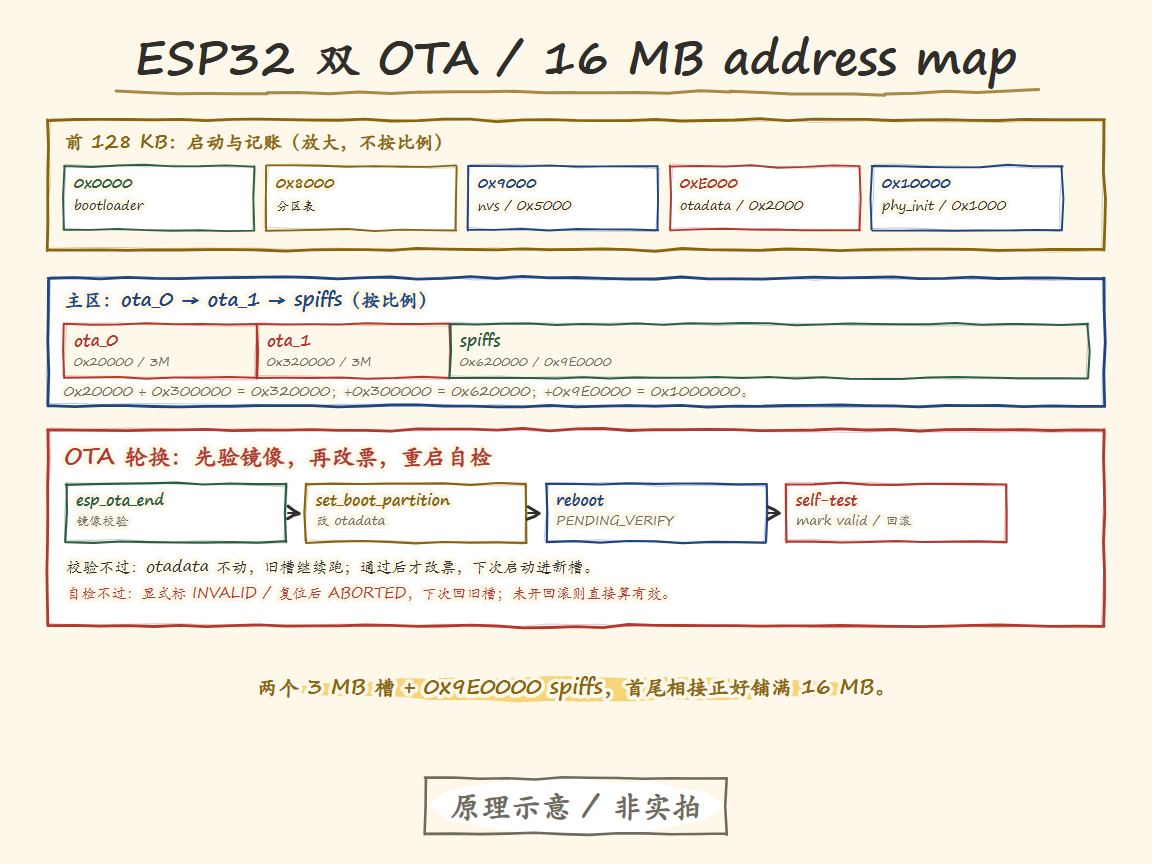 ESP32 双 OTA / 16 MB address map
前 128 KB：启动与记账（放大，不按比例）
0x0000
bootloader
0x8000
分区表
0x9000
nvs / 0x5000
0xE000
otadata / 0x2000
0x10000
phy_init / 0x1000
主区：ota_0 → ota_1 → spiffs（按比例）
ota_0
0x20000 / 3M
ota_1
0x320000 / 3M
spiffs
0x620000 / 0x9E0000
0x20000 + 0x300000 = 0x320000；+0x300000 = 0x620000；+0x9E0000 = 0x1000000。
OTA 轮换：先验镜像，再改票，重启自检
esp_ota_end
镜像校验
set_boot_partition
改 otadata
reboot
PENDING_VERIFY
self-test
mark valid / 回滚
校验不过：otadata 不动，旧槽继续跑；通过后才改票，下次启动进新槽。
自检不过：显式标 INVALID / 复位后 ABORTED，下次回旧槽；未开回滚则直接算有效。
两个 3 MB 槽 + 0x9E0000 spiffs，首尾相接正好铺满 16 MB。
原理示意 / 非实拍